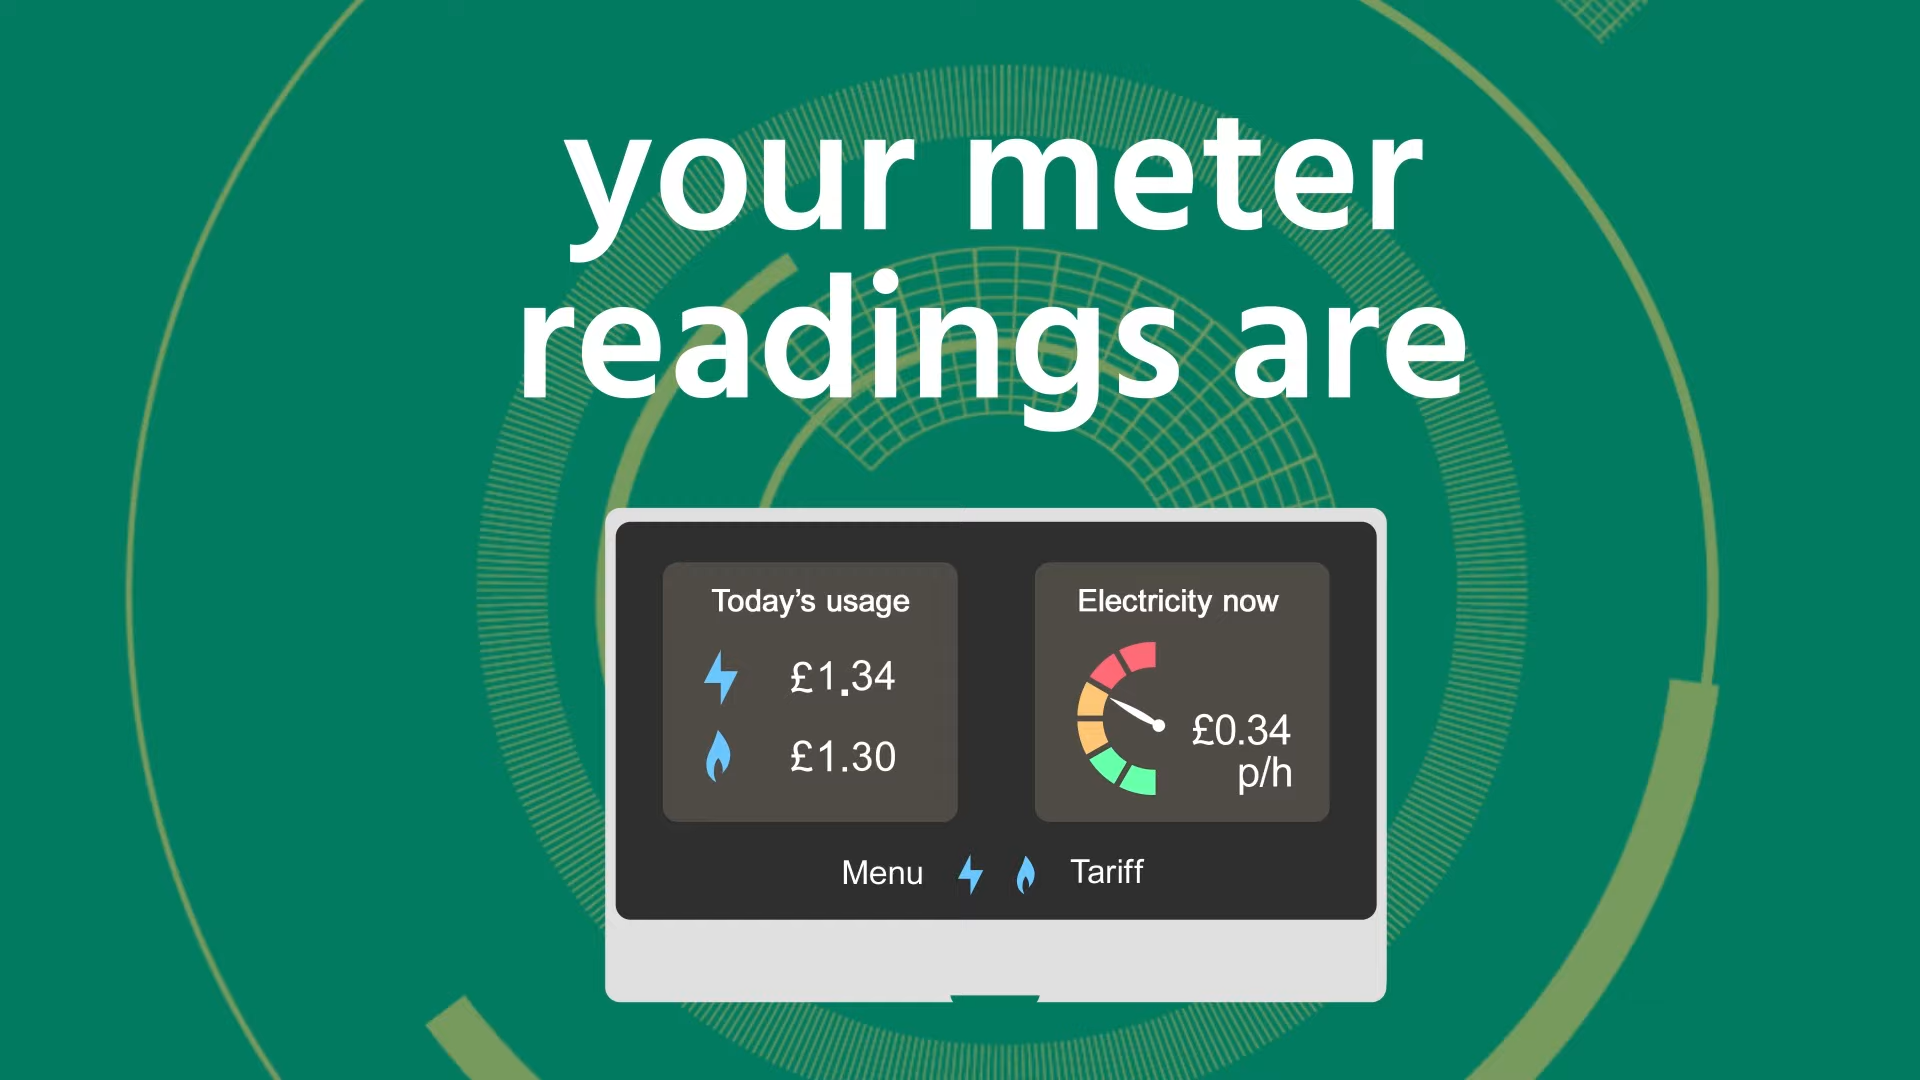 your meter
readings are
Today’s usage
£1.34
£1.30
Electricity now
£0.34
p/h
Menu
Tariff